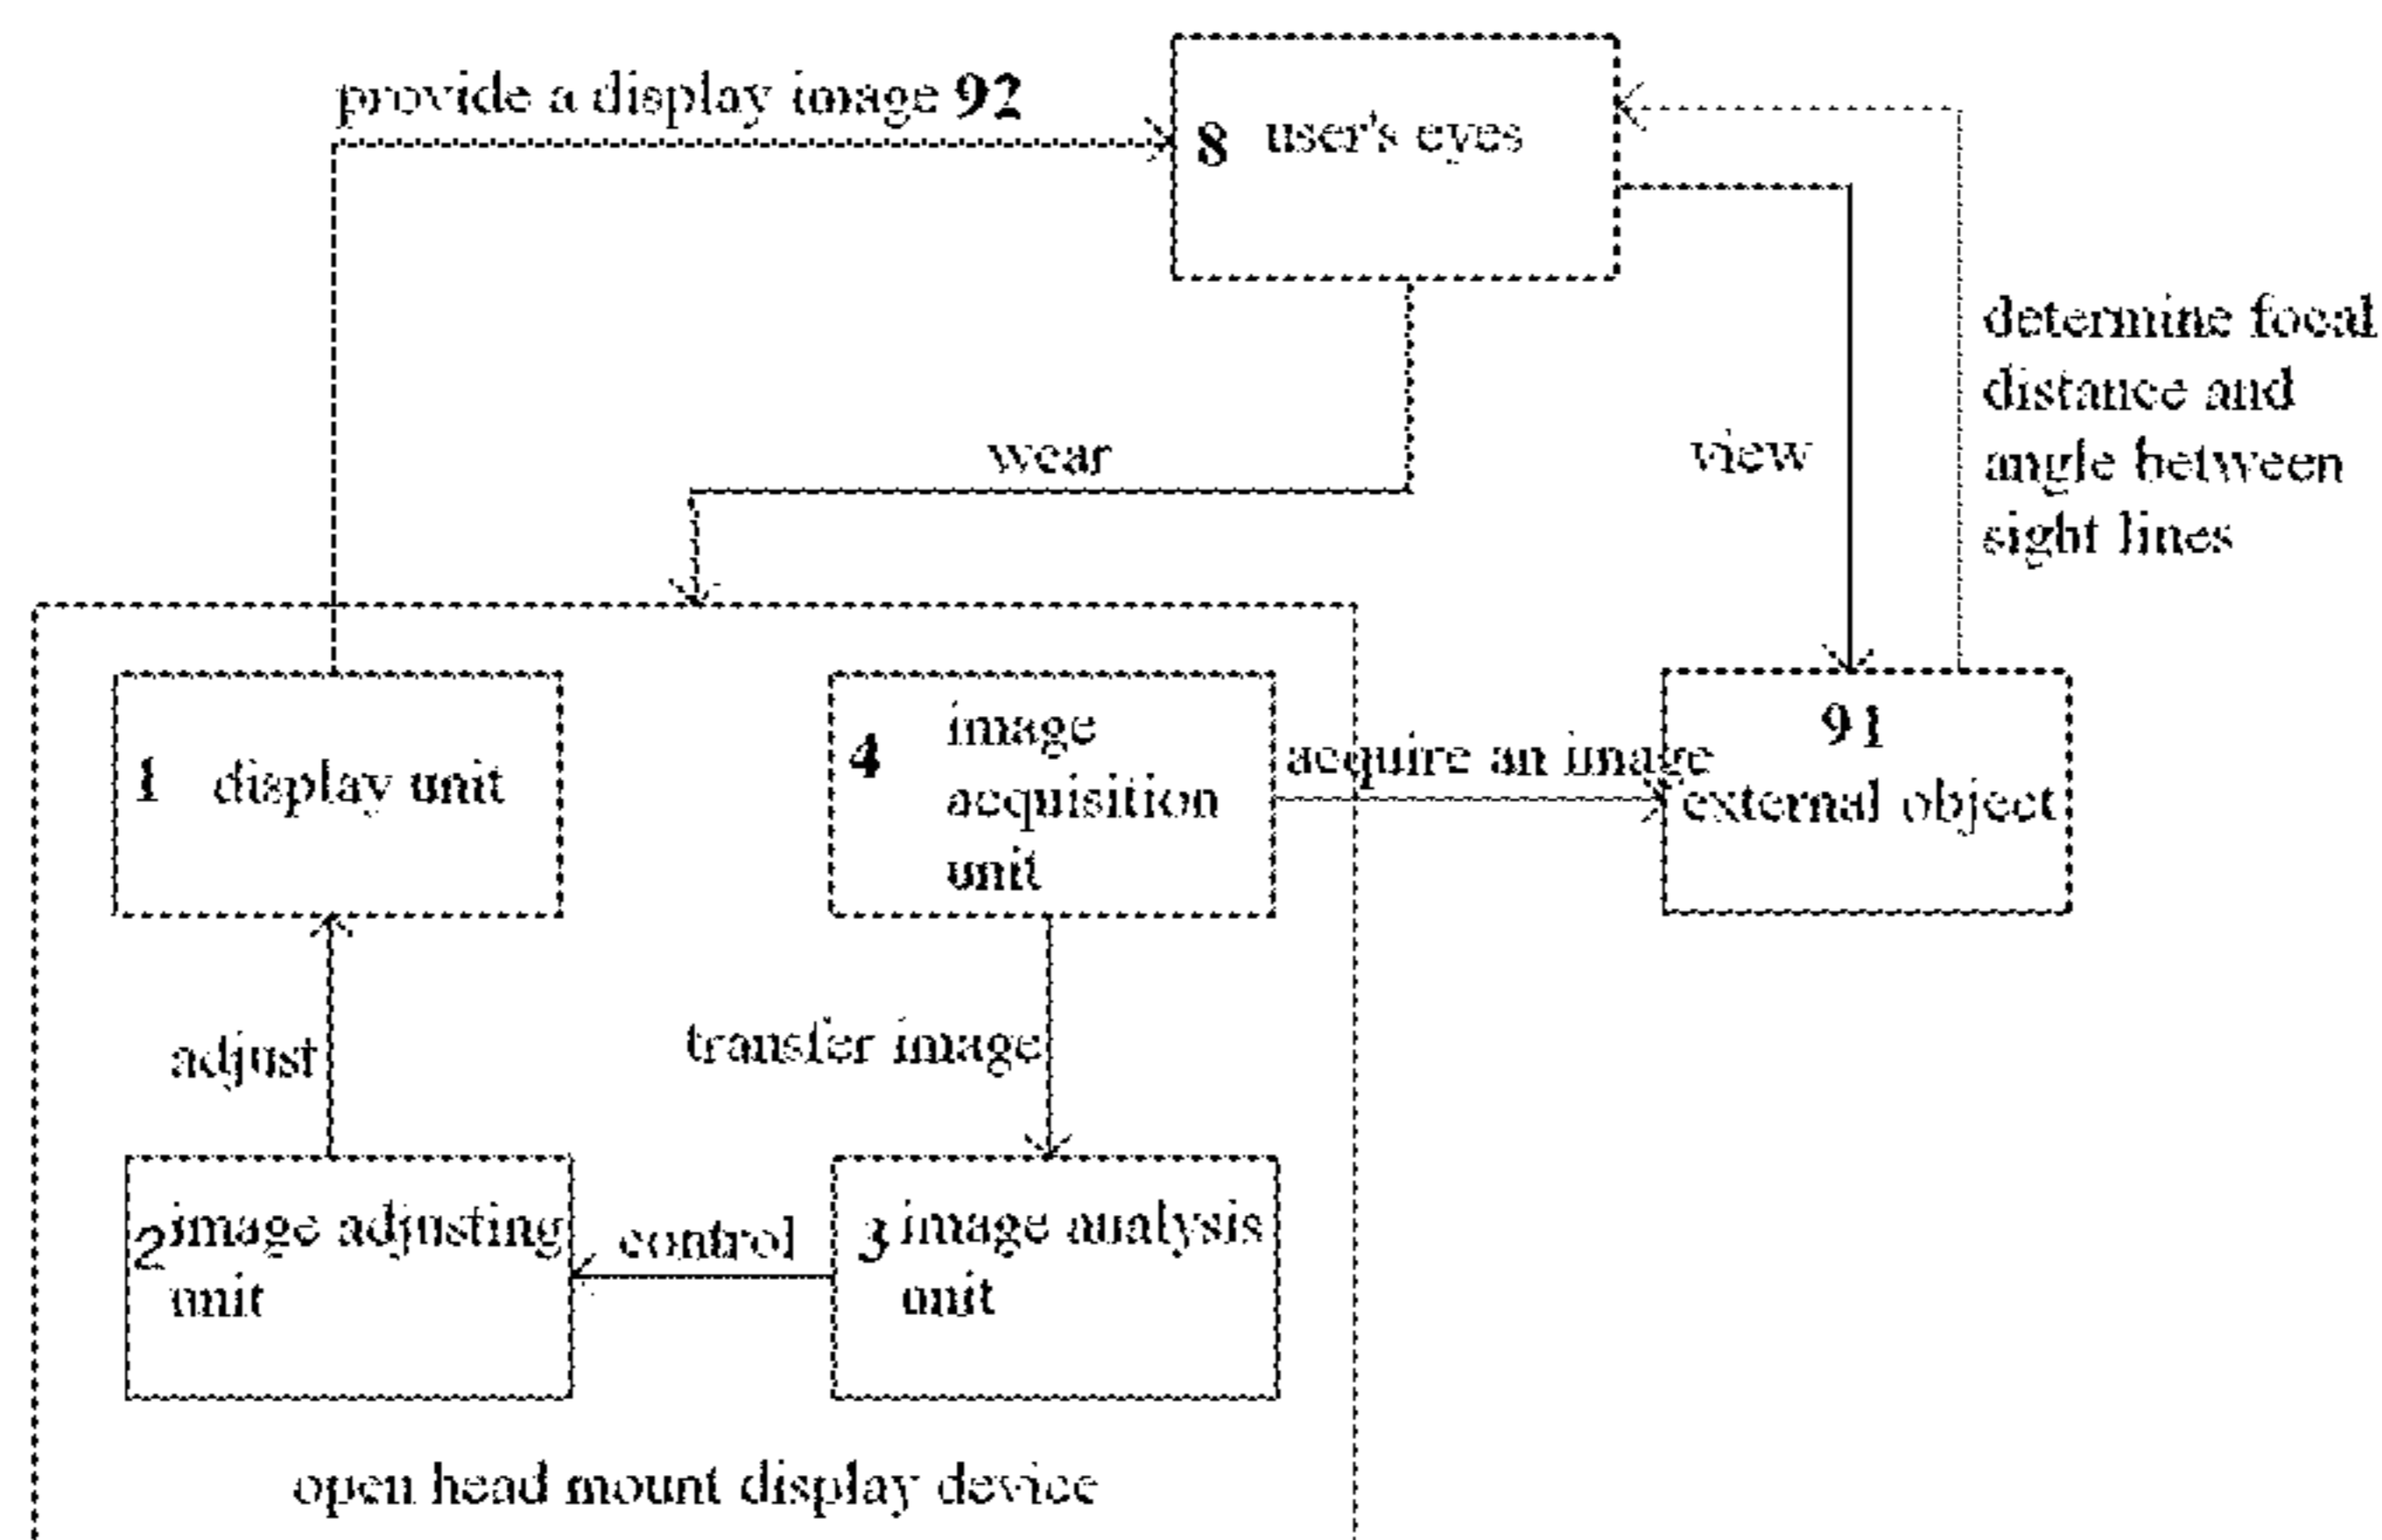 provide a display image 92
8 user's eyes
determine focal
distance and
angle between
sight lines
wear
view
1 display unit
4 image
acquisition
unit
acquire an image
91
external object
adjust
transfer image
2 image adjusting
unit
control
3 image analysis
unit
open head mount display device